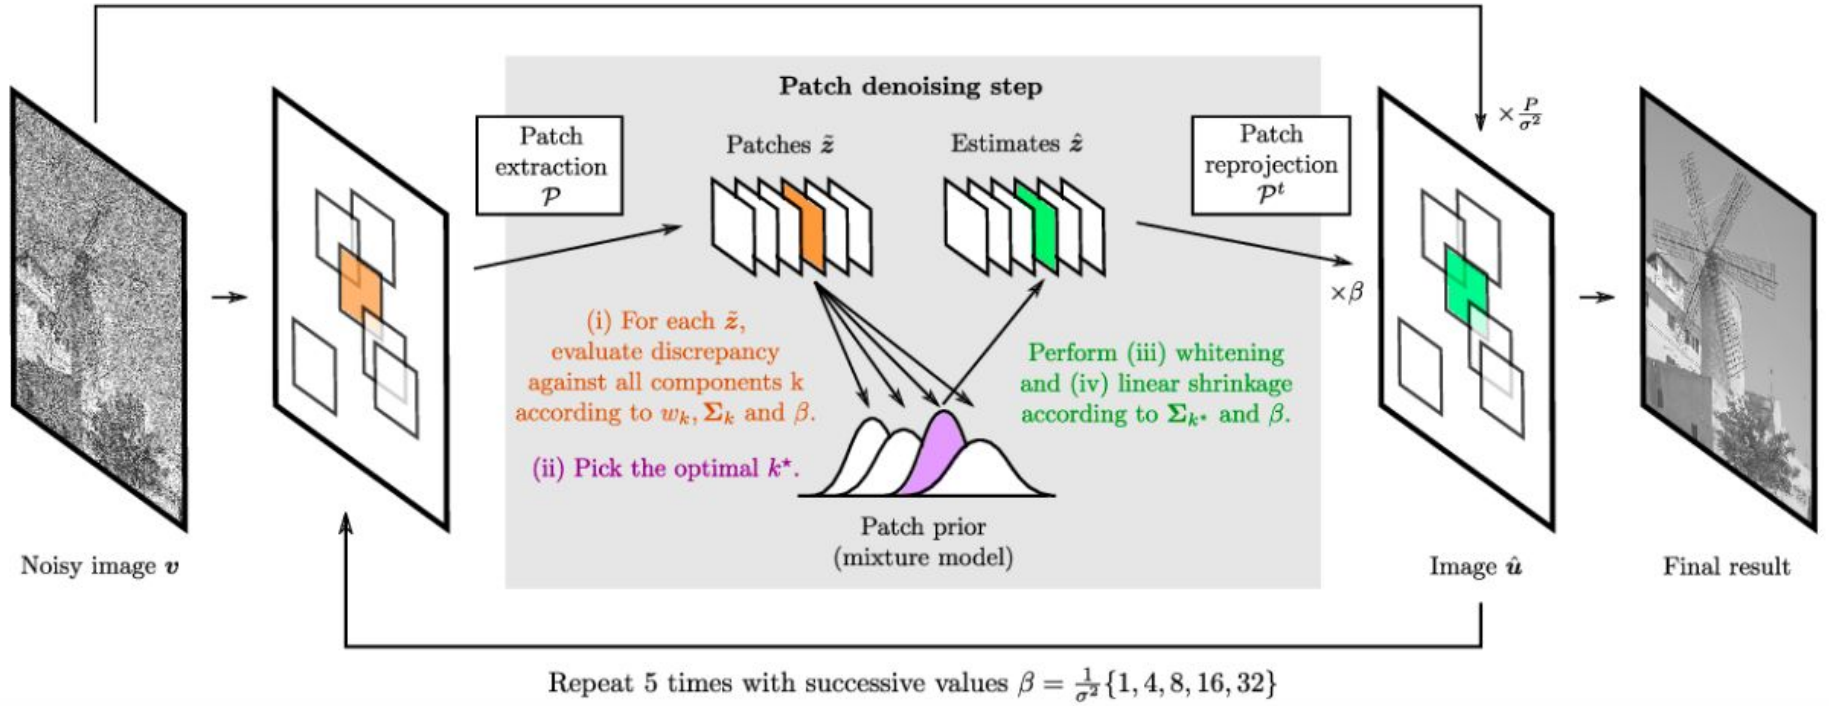 Patch denoising step
Patch
extraction
𝒫
Patches z̃
Estimates ẑ
Patch
reprojection
𝒫ᵗ
× P/σ²
×β
(i) For each z̃,
evaluate discrepancy
against all components k
according to wₖ, Σₖ and β.
(ii) Pick the optimal k⋆.
Perform (iii) whitening
and (iv) linear shrinkage
according to Σₖ⋆ and β.
Patch prior
(mixture model)
Noisy image v
Image û
Final result
Repeat 5 times with successive values β = 1/σ² {1, 4, 8, 16, 32}